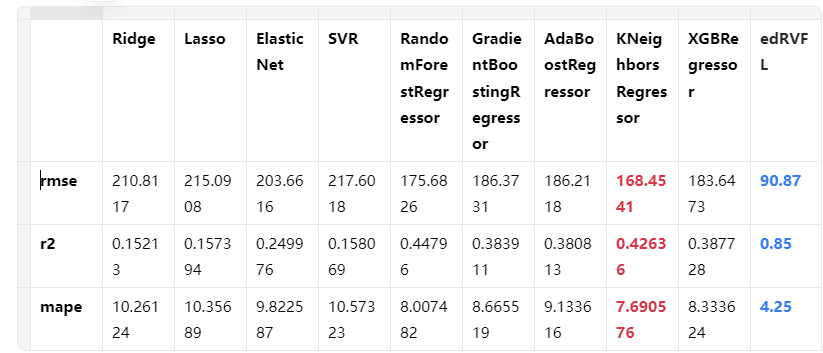 Ridge Lasso ElasticNet SVR RandomForestRegressor GradientBoostingRegressor AdaBoostRegressor KNeighborsRegressor XGBRegressor edRVFL
rmse 210.8117 215.0908 203.6616 217.6018 175.6826 186.3731 186.2118 168.4541 183.6473 90.87
r2 0.15213 0.157394 0.249976 0.158069 0.44796 0.383911 0.380813 0.42636 0.387728 0.85
mape 10.26124 10.35689 9.822587 10.57323 8.007482 8.665519 9.133616 7.690576 8.333624 4.25